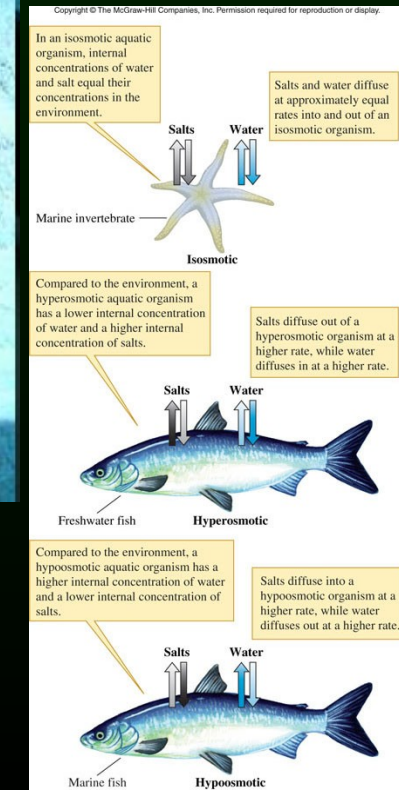 Copyright © The McGraw-Hill Companies, Inc. Permission required for reproduction or display.
In an isosmotic aquatic
organism, internal
concentrations of water
and salt equal their
concentrations in the
environment.
Salts and water diffuse
at approximately equal
rates into and out of an
isosmotic organism.
Salts
Water
Marine invertebrate
Isosmotic
Compared to the environment, a
hyperosmotic aquatic organism
has a lower internal concentration
of water and a higher internal
concentration of salts.
Salts diffuse out of a
hyperosmotic organism at a
higher rate, while water
diffuses in at a higher rate.
Salts
Water
Freshwater fish
Hyperosmotic
Compared to the environment, a
hypoosmotic aquatic organism has a
higher internal concentration of water
and a lower internal concentration of
salts.
Salts diffuse into a
hypoosmotic organism at a
higher rate, while water
diffuses out at a higher rate.
Salts
Water
Marine fish
Hypoosmotic